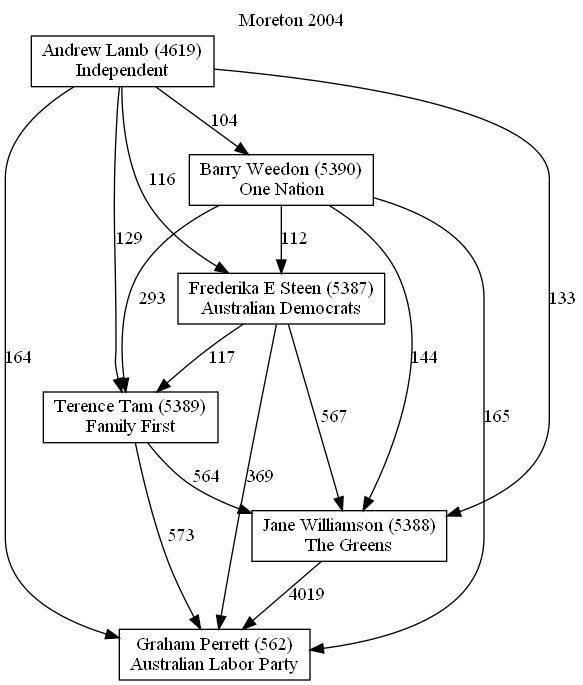 Moreton 2004
Andrew Lamb (4619)
Independent
104
Barry Weedon (5390)
One Nation
116
129
293
112
Frederika E Steen (5387)
Australian Democrats
133
164
117
144
Terence Tam (5389)
Family First
567
165
564
369
Jane Williamson (5388)
The Greens
573
4019
Graham Perrett (562)
Australian Labor Party